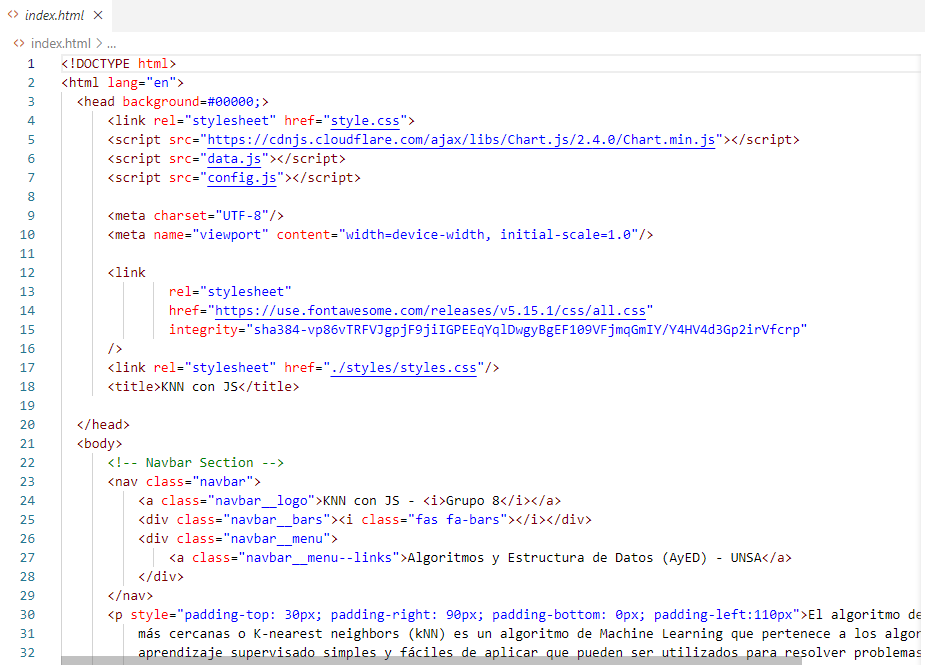 index.html
index.html > ...
1 <!DOCTYPE html>
2 <html lang="en">
3 <head background=#00000;>
4 <link rel="stylesheet" href="style.css">
5 <script src="https://cdnjs.cloudflare.com/ajax/libs/Chart.js/2.4.0/Chart.min.js"></script>
6 <script src="data.js"></script>
7 <script src="config.js"></script>
8
9 <meta charset="UTF-8"/>
10 <meta name="viewport" content="width=device-width, initial-scale=1.0"/>
11
12 <link
13 rel="stylesheet"
14 href="https://use.fontawesome.com/releases/v5.15.1/css/all.css"
15 integrity="sha384-vp86vTRFVJgpjF9jiIGPEEqYqlDwgyBgEF109VFjmqGmIY/Y4HV4d3Gp2irVfcrp"
16 />
17 <link rel="stylesheet" href="./styles/styles.css"/>
18 <title>KNN con JS</title>
19
20 </head>
21 <body>
22 <!-- Navbar Section -->
23 <nav class="navbar">
24 <a class="navbar__logo">KNN con JS - <i>Grupo 8</i></a>
25 <div class="navbar__bars"><i class="fas fa-bars"></i></div>
26 <div class="navbar__menu">
27 <a class="navbar__menu--links">Algoritmos y Estructura de Datos (AyED) - UNSA</a>
28 </div>
29 </nav>
30 <p style="padding-top: 30px; padding-right: 90px; padding-bottom: 0px; padding-left:110px">El algoritmo de
31 más cercanas o K-nearest neighbors (kNN) es un algoritmo de Machine Learning que pertenece a los algor
32 aprendizaje supervisado simples y fáciles de aplicar que pueden ser utilizados para resolver problemas